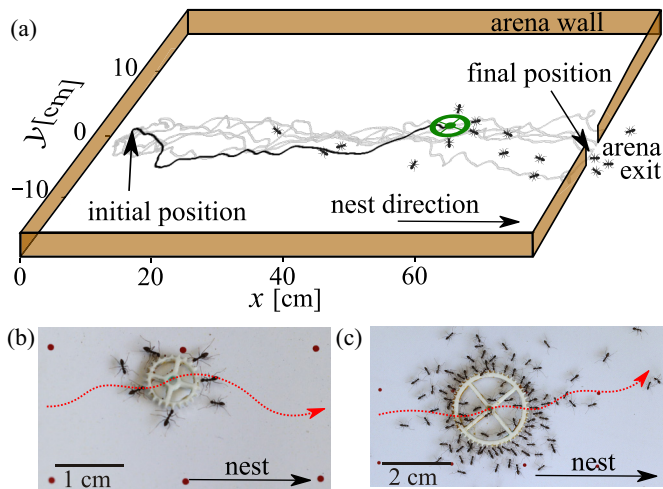 (a)
arena wall
10
final position
y[cm]
0
arena
exit
−10
initial position
nest direction
0
20
40
60
x [cm]
(b)
(c)
1 cm
nest
2 cm
nest